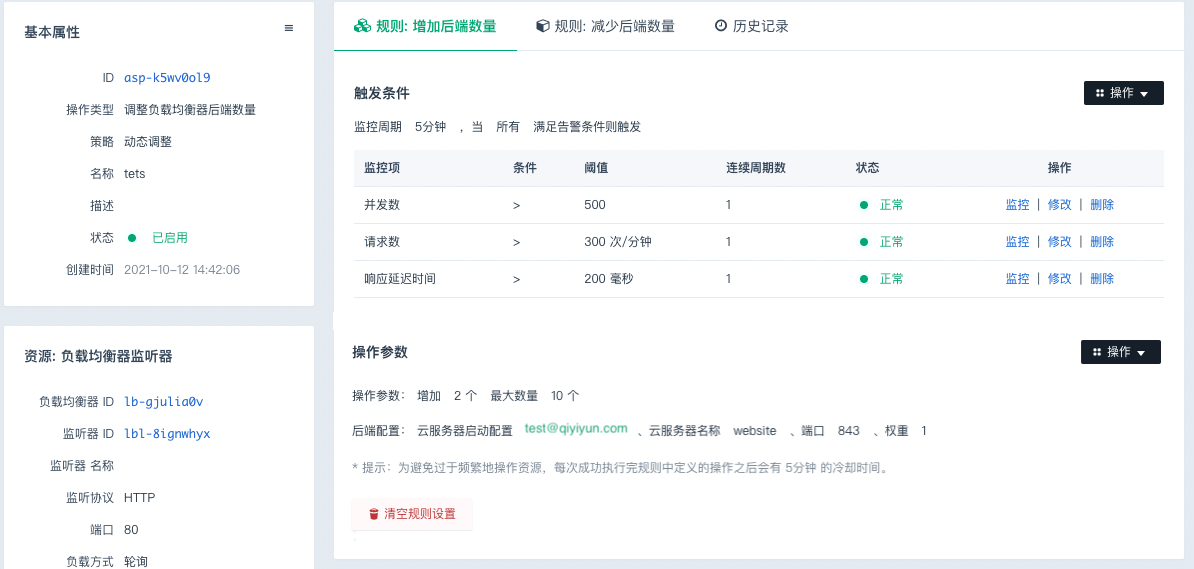 基本属性
ID asp-k5wv0ol9
操作类型 调整负载均衡器后端数量
策略 动态调整
名称 tets
描述
状态 已启用
创建时间 2021-10-12 14:42:06
资源: 负载均衡器监听器
负载均衡器 ID lb-gjulia0v
监听器 ID lbl-8ignwhyx
监听器 名称
监听协议 HTTP
端口 80
负载方式 轮询
规则: 增加后端数量 规则: 减少后端数量 历史记录
触发条件 操作
监控周期 5分钟 ，当 所有 满足告警条件则触发
监控项 条件 阈值 连续周期数 状态 操作
并发数 > 500 1 正常 监控 | 修改 | 删除
请求数 > 300 次/分钟 1 正常 监控 | 修改 | 删除
响应延迟时间 > 200 毫秒 1 正常 监控 | 修改 | 删除
操作参数 操作
操作参数： 增加 2 个 最大数量 10 个
后端配置： 云服务器启动配置 test@qiyiyun.com 、云服务器名称 website 、端口 843 、权重 1
* 提示：为避免过于频繁地操作资源，每次成功执行完规则中定义的操作之后会有 5分钟 的冷却时间。
清空规则设置